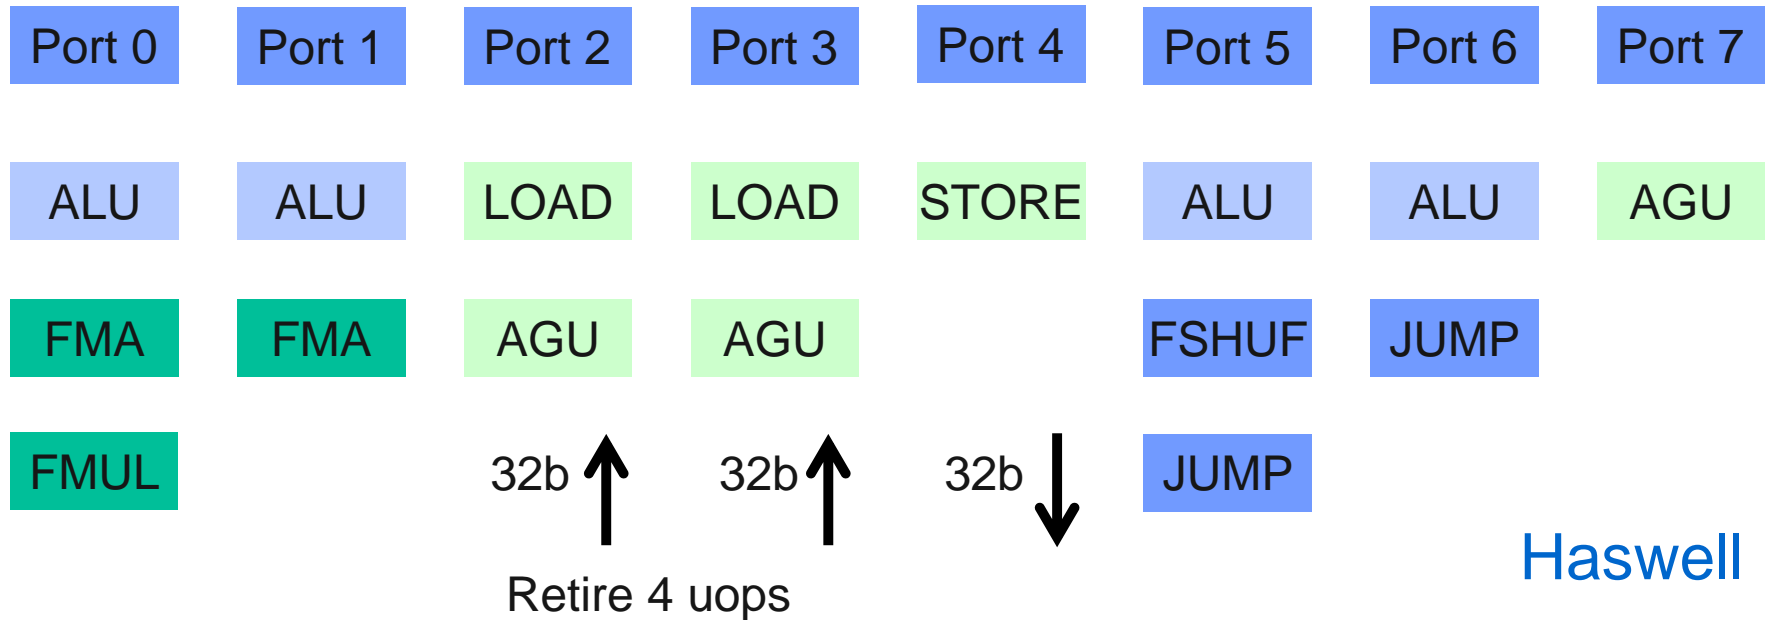 Port 0 Port 1 Port 2 Port 3 Port 4 Port 5 Port 6 Port 7
ALU ALU LOAD LOAD STORE ALU ALU AGU
FMA FMA AGU AGU FSHUF JUMP
FMUL 32b 32b 32b JUMP
Haswell
Retire 4 uops